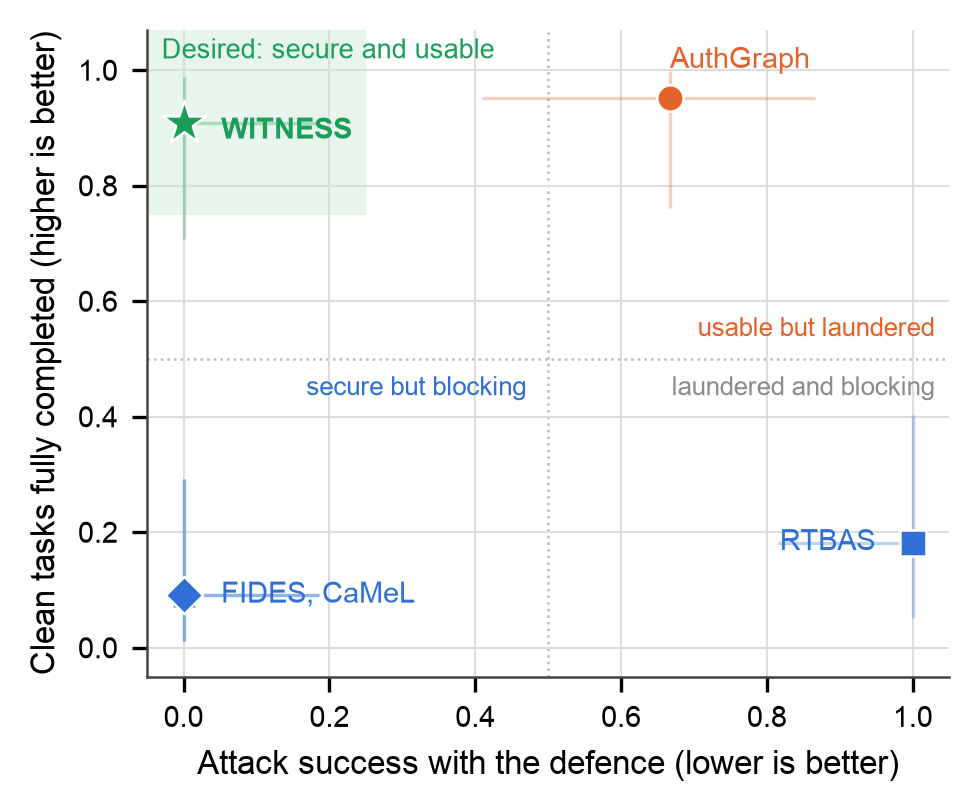 Desired: secure and usable
AuthGraph
WITNESS
usable but laundered
secure but blocking
laundered and blocking
RTBAS
FIDES, CaMeL
Clean tasks fully completed (higher is better)
1.0
0.8
0.6
0.4
0.2
0.0
0.0 0.2 0.4 0.6 0.8 1.0
Attack success with the defence (lower is better)